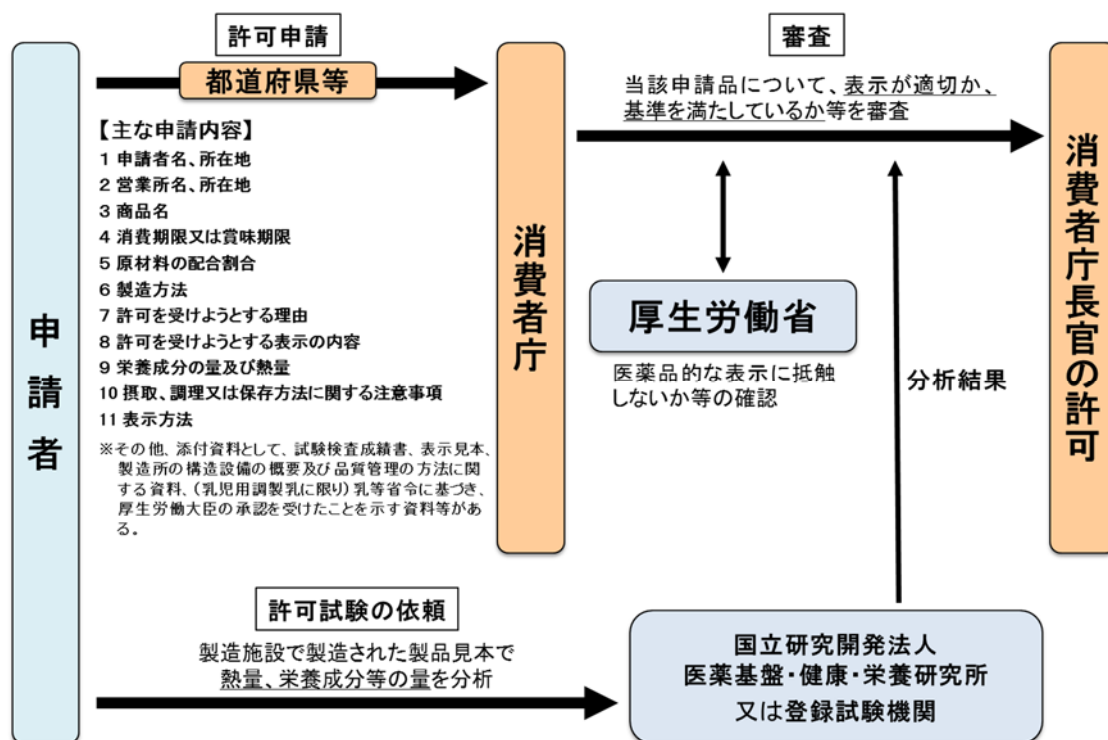 許可申請
都道府県等
審査
当該申請品について、表示が適切か、
基準を満たしているか等を審査
申請者
【主な申請内容】
1 申請者名、所在地
2 営業所名、所在地
3 商品名
4 消費期限又は賞味期限
5 原材料の配合割合
6 製造方法
7 許可を受けようとする理由
8 許可を受けようとする表示の内容
9 栄養成分の量及び熱量
10 摂取、調理又は保存方法に関する注意事項
11 表示方法
※その他、添付資料として、試験検査成績書、表示見本、
製造所の構造設備の概要及び品質管理の方法に関
する資料、（乳児用調製乳に限り）乳等省令に基づき、
厚生労働大臣の承認を受けたことを示す資料等があ
る。
消費者庁
厚生労働省
医薬品的な表示に抵触
しないか等の確認
分析結果
消費者庁長官の許可
許可試験の依頼
製造施設で製造された製品見本で
熱量、栄養成分等の量を分析
国立研究開発法人
医薬基盤・健康・栄養研究所
又は登録試験機関